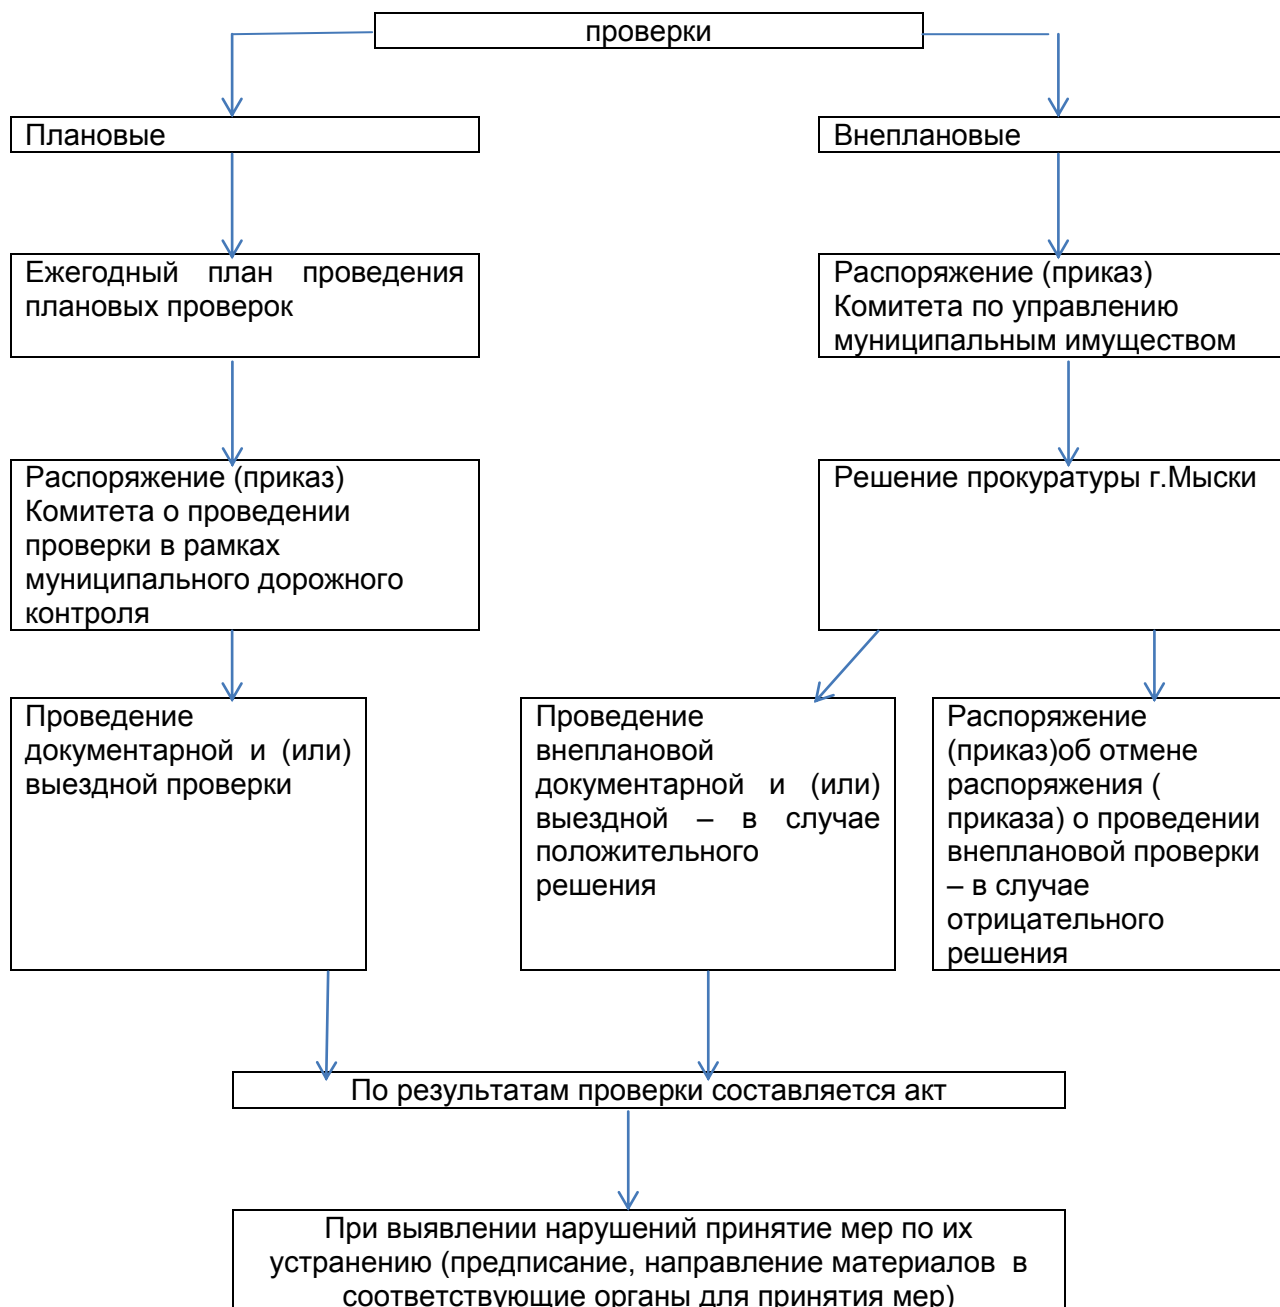 проверки
Плановые
Внеплановые
Ежегодный план проведения
плановых проверок
Распоряжение (приказ)
Комитета по управлению
муниципальным имуществом
Распоряжение (приказ)
Комитета о проведении
проверки в рамках
муниципального дорожного
контроля
Решение прокуратуры г.Мыски
Проведение
документарной и (или)
выездной проверки
Проведение
внеплановой
документарной и (или)
выездной – в случае
положительного
решения
Распоряжение
(приказ)об отмене
распоряжения (
приказа) о проведении
внеплановой проверки
– в случае
отрицательного
решения
По результатам проверки составляется акт
При выявлении нарушений принятие мер по их
устранению (предписание, направление материалов в
соответствующие органы для принятия мер)